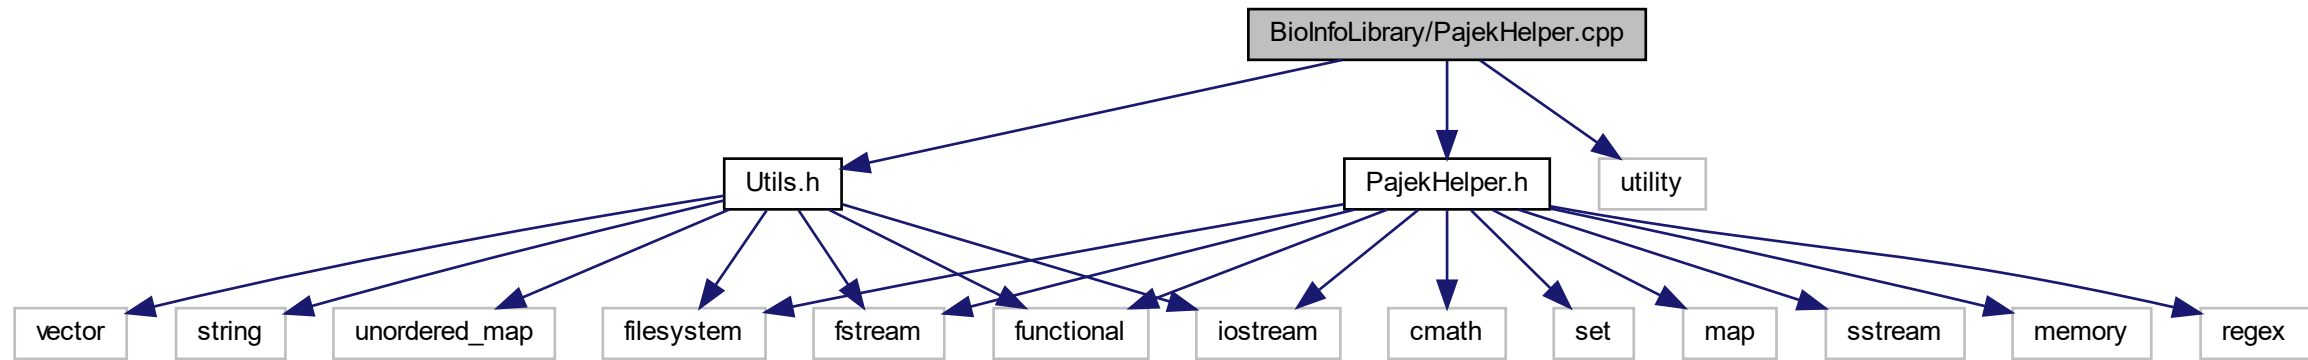 BioInfoLibrary/PajekHelper.cpp
Utils.h
PajekHelper.h
utility
vector
string
unordered_map
filesystem
fstream
functional
iostream
cmath
set
map
sstream
memory
regex